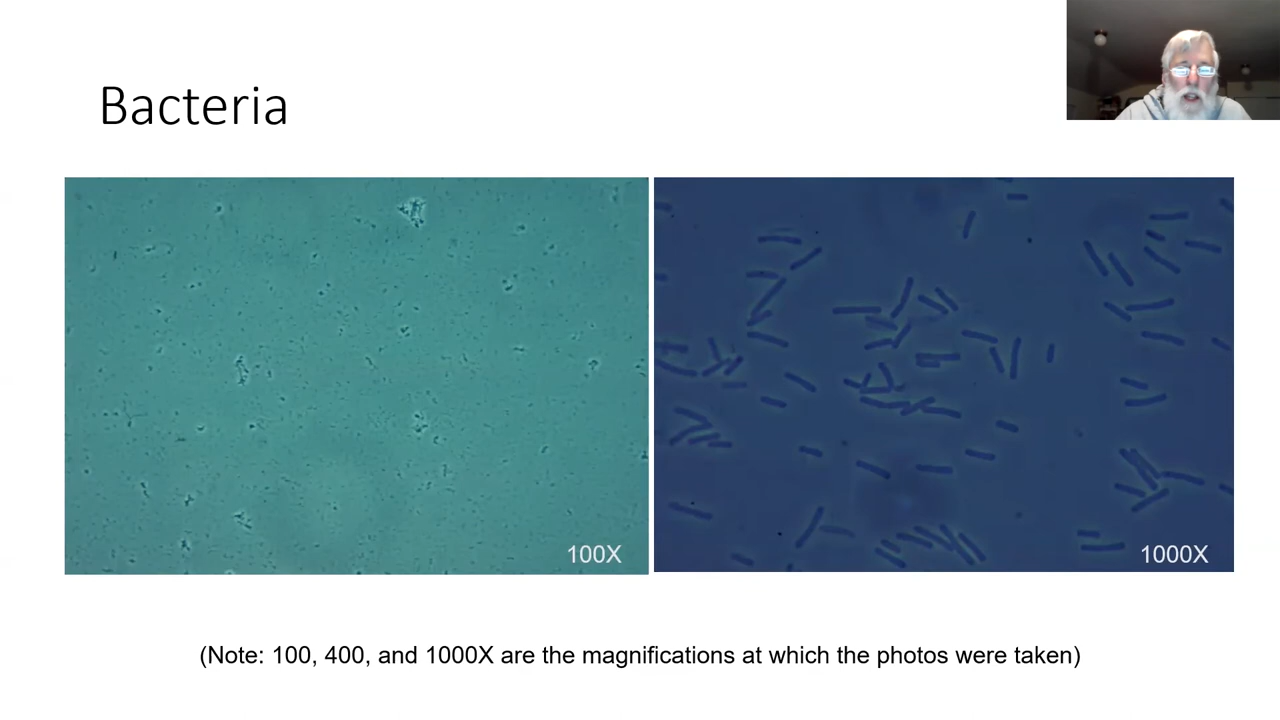 Bacteria
100X
1000X
(Note: 100, 400, and 1000X are the magnifications at which the photos were taken)